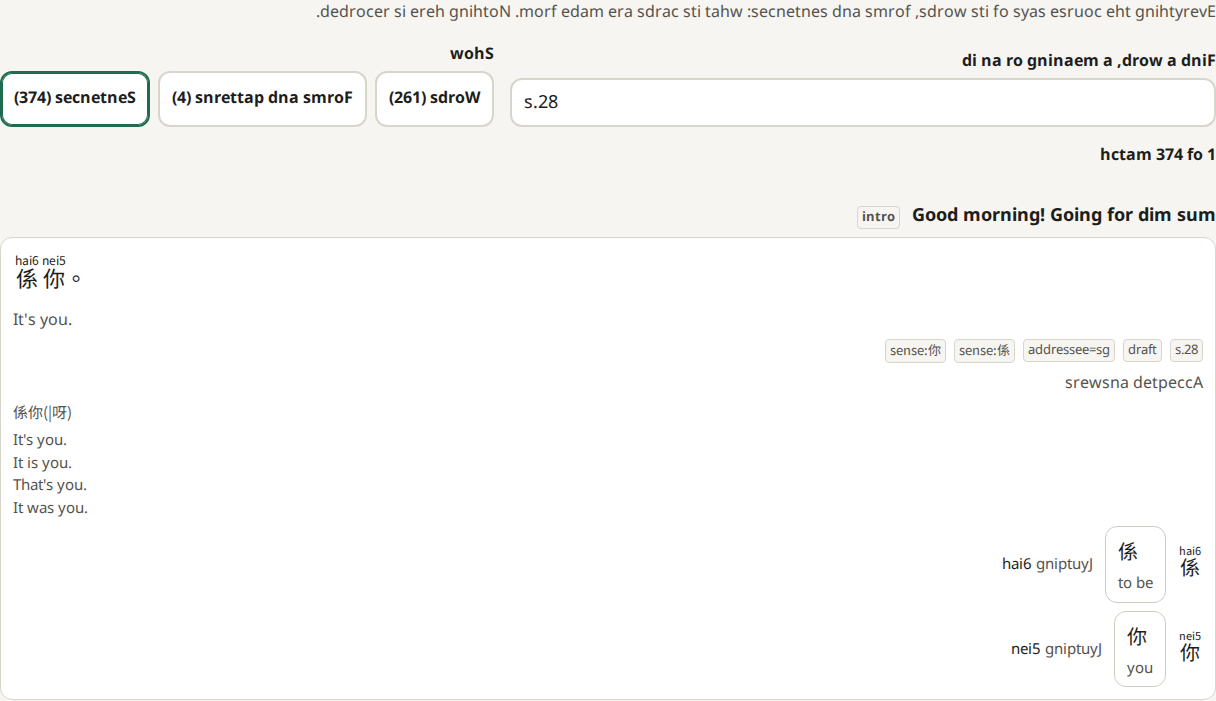 .dedrocer si ereh gnihtoN .morf edam era sdrac sti tahw :secnetnes dna smrof ,sdrow sti fo syas esruoc eht gnihtyrevE
di na ro gninaem a ,drow a dniF
s.28
wohS
(261) sdroW
(4) snrettap dna smroF
(374) secnetneS
hctam 374 fo 1
Good morning! Going for dim sum
intro
hai6 nei5
係 你。
It's you.
sense:你 sense:係 addressee=sg draft s.28
srewsna detpeccA
係你(|呀)
It's you.
It is you.
That's you.
It was you.
hai6
係
係
to be
hai6 gniptuyJ
nei5
你
你
you
nei5 gniptuyJ